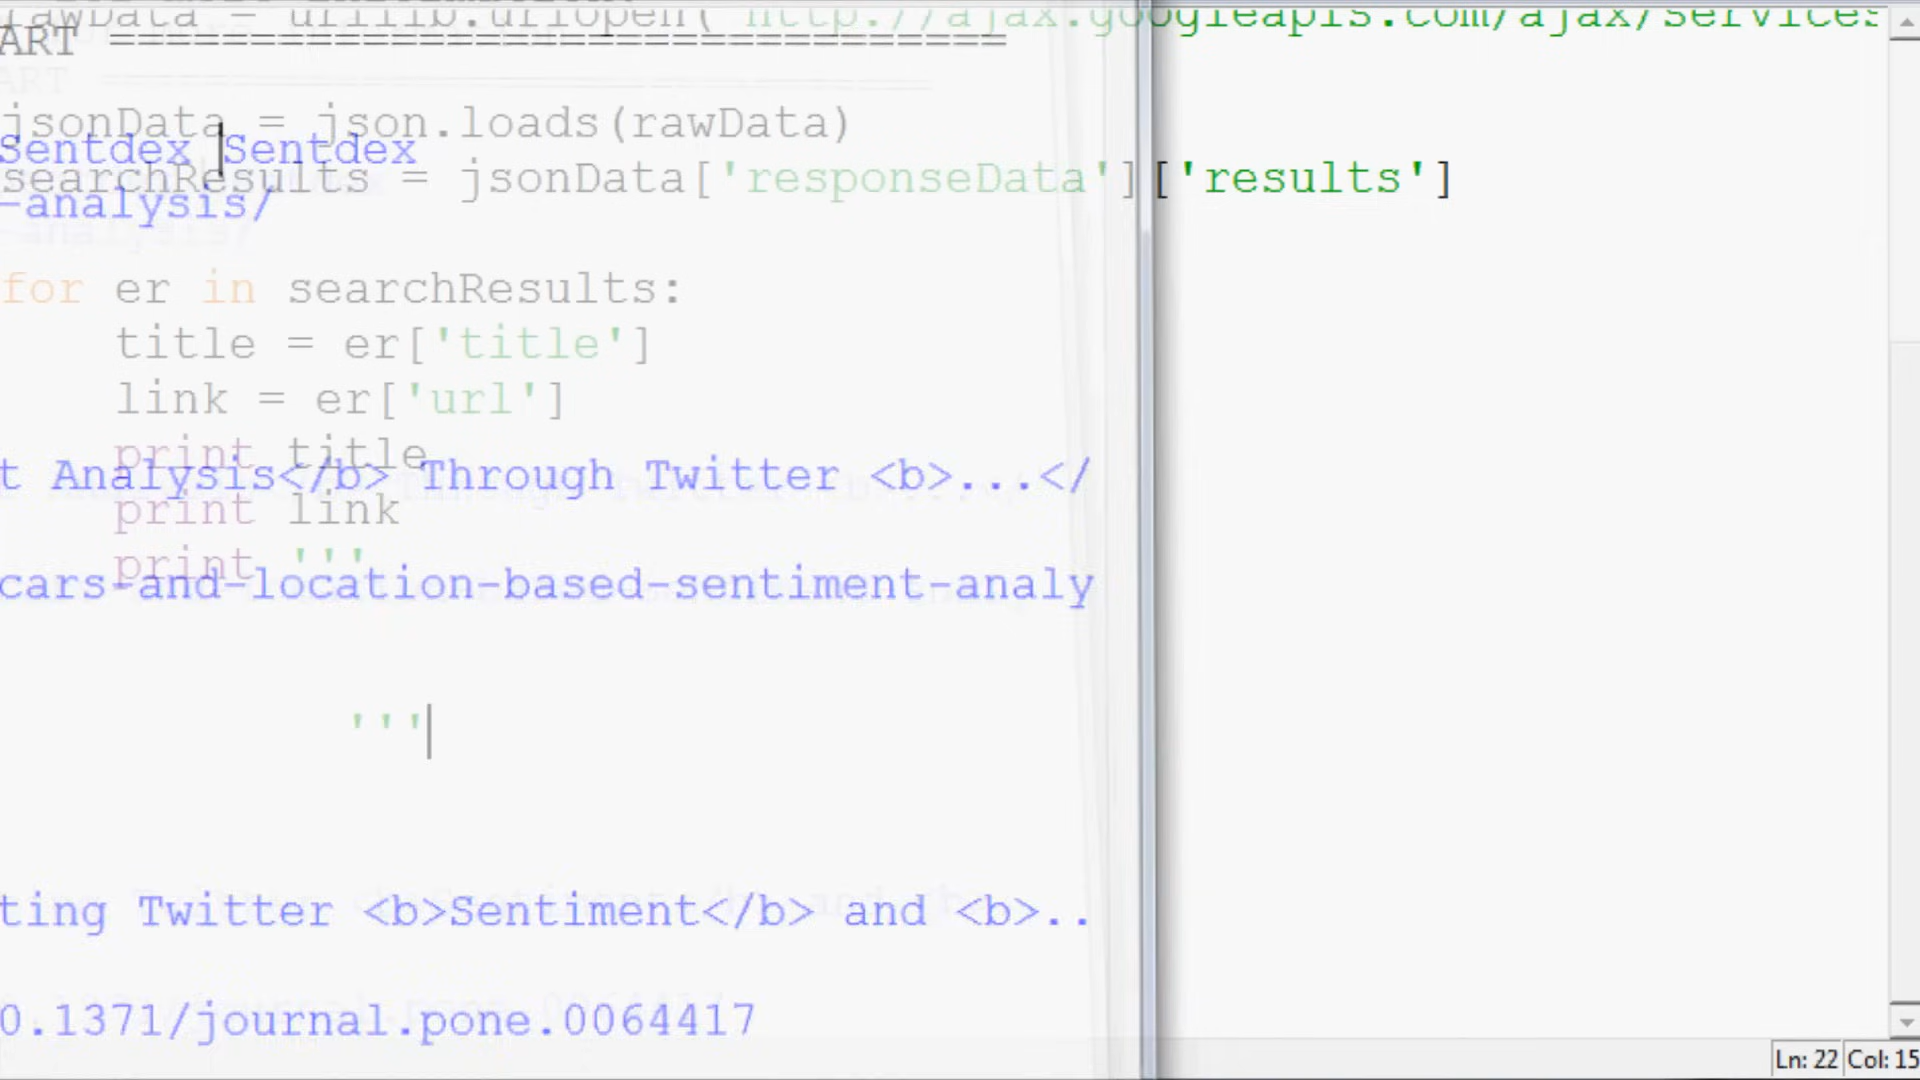 rawData = urllib.urlopen('http://ajax.googleapis.com/ajax/services
ART ================================
jsonData = json.loads(rawData)
Sentdex Sentdex
searchResults = jsonData['responseData']['results']
-analysis/
for er in searchResults:
title = er['title']
link = er['url']
print title
t Analysis</b> Through Twitter <b>...</
print link
print '''
cars-and-location-based-sentiment-analy
'''
ting Twitter <b>Sentiment</b> and <b>..
0.1371/journal.pone.0064417
Ln: 22 Col: 15